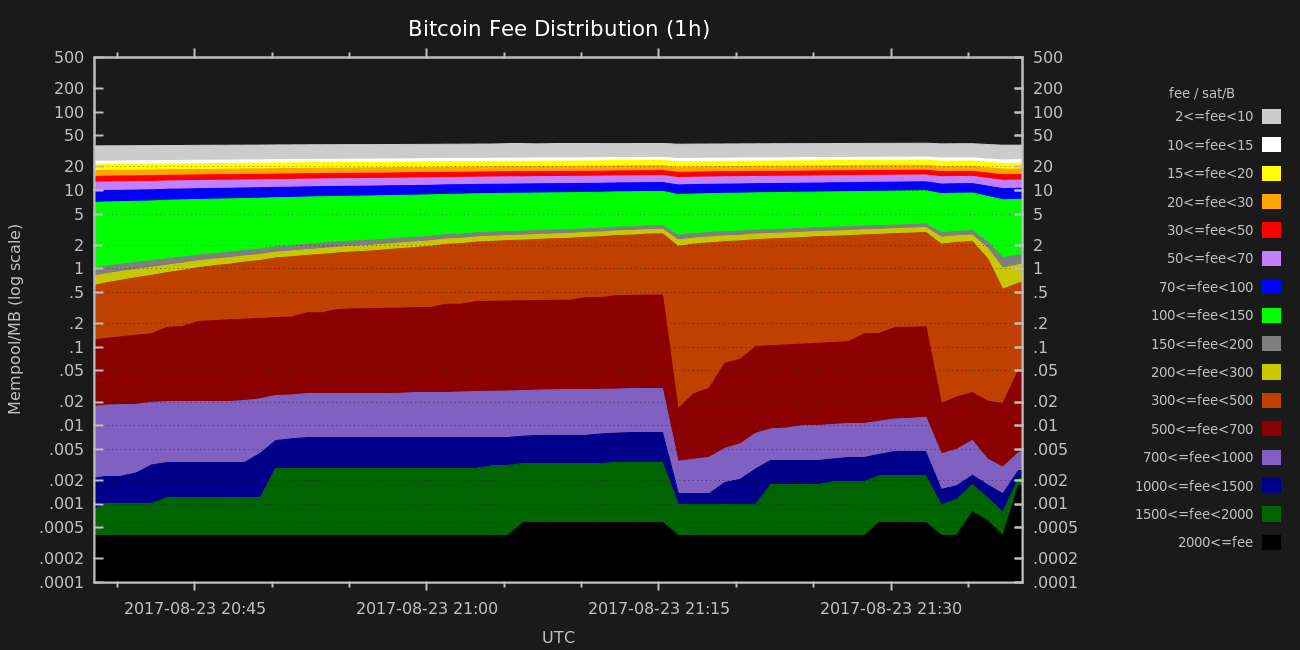 Bitcoin Fee Distribution (1h)
500
200
100
50
20
10
5
2
1
.5
.2
.1
.05
.02
.01
.005
.002
.001
.0005
.0002
.0001
Mempool/MB (log scale)
500
200
100
50
20
10
5
2
1
.5
.2
.1
.05
.02
.01
.005
.002
.001
.0005
.0002
.0001
2017-08-23 20:45
2017-08-23 21:00
2017-08-23 21:15
2017-08-23 21:30
UTC
fee / sat/B
2<=fee<10
10<=fee<15
15<=fee<20
20<=fee<30
30<=fee<50
50<=fee<70
70<=fee<100
100<=fee<150
150<=fee<200
200<=fee<300
300<=fee<500
500<=fee<700
700<=fee<1000
1000<=fee<1500
1500<=fee<2000
2000<=fee